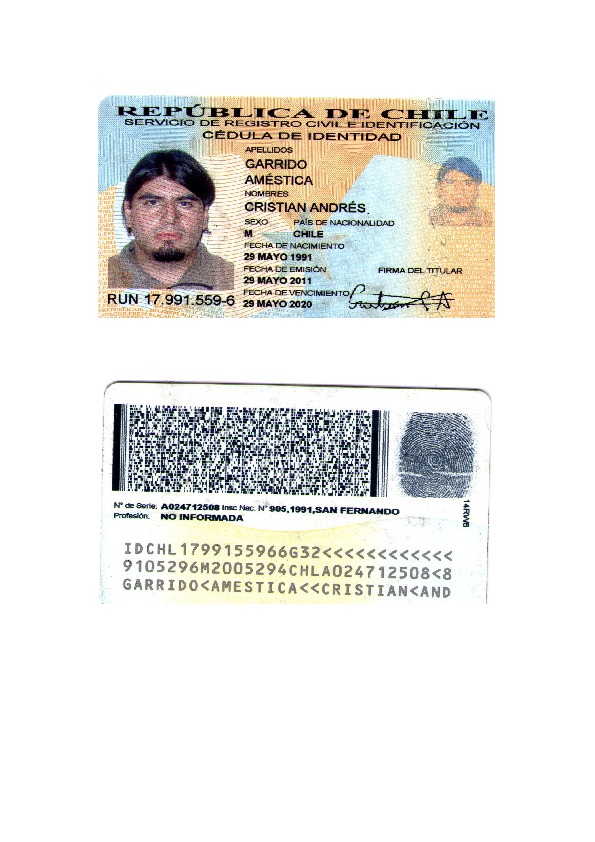 REPÚBLICA DE CHILE
SERVICIO DE REGISTRO CIVIL E IDENTIFICACIÓN
CÉDULA DE IDENTIDAD
APELLIDOS
GARRIDO
AMÉSTICA
NOMBRES
CRISTIAN ANDRÉS
SEXO PAÍS DE NACIONALIDAD
M CHILE
FECHA DE NACIMIENTO
29 MAYO 1991
FECHA DE EMISIÓN FIRMA DEL TITULAR
29 MAYO 2011
FECHA DE VENCIMIENTO
RUN 17.991.559-6 29 MAYO 2020
Nº de Serie: A024712508 Insc Nac. Nº 905,1991,SAN FERNANDO
Profesión: NO INFORMADA
14RMB
IDCHL1799155966G32<<<<<<<<<<<<
9105296M2005294CHLA024712508<8
GARRIDO<AMESTICA<<CRISTIAN<AND